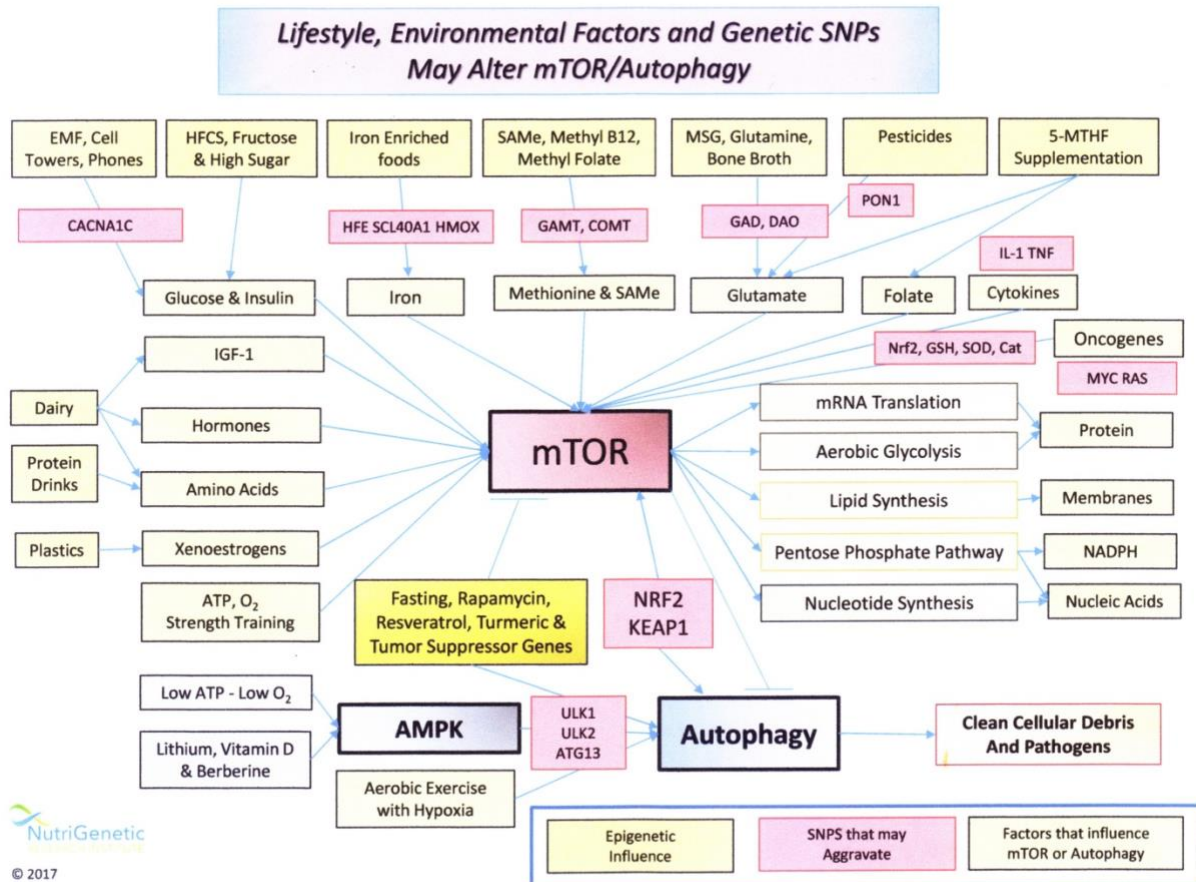 Lifestyle, Environmental Factors and Genetic SNPs
May Alter mTOR/Autophagy
EMF, Cell
Towers, Phones
HFCS, Fructose
& High Sugar
Iron Enriched
foods
SAMe, Methyl B12,
Methyl Folate
MSG, Glutamine,
Bone Broth
Pesticides
5-MTHF
Supplementation
CACNA1C
HFE SCL40A1 HMOX
GAMT, COMT
GAD, DAO
PON1
IL-1 TNF
Glucose & Insulin
Iron
Methionine & SAMe
Glutamate
Folate
Cytokines
Nrf2, GSH, SOD, Cat
Oncogenes
MYC RAS
IGF-1
Dairy
Hormones
Protein
Drinks
Amino Acids
Plastics
Xenoestrogens
ATP, O2
Strength Training
mTOR
mRNA Translation
Aerobic Glycolysis
Protein
Lipid Synthesis
Membranes
Pentose Phosphate Pathway
NADPH
Nucleotide Synthesis
Nucleic Acids
Fasting, Rapamycin,
Resveratrol, Turmeric &
Tumor Suppressor Genes
NRF2
KEAP1
Low ATP - Low O2
Lithium, Vitamin D
& Berberine
AMPK
ULK1
ULK2
ATG13
Autophagy
Clean Cellular Debris
And Pathogens
Aerobic Exercise
with Hypoxia
Epigenetic
Influence
SNPS that may
Aggravate
Factors that influence
mTOR or Autophagy
NutriGenetic
© 2017